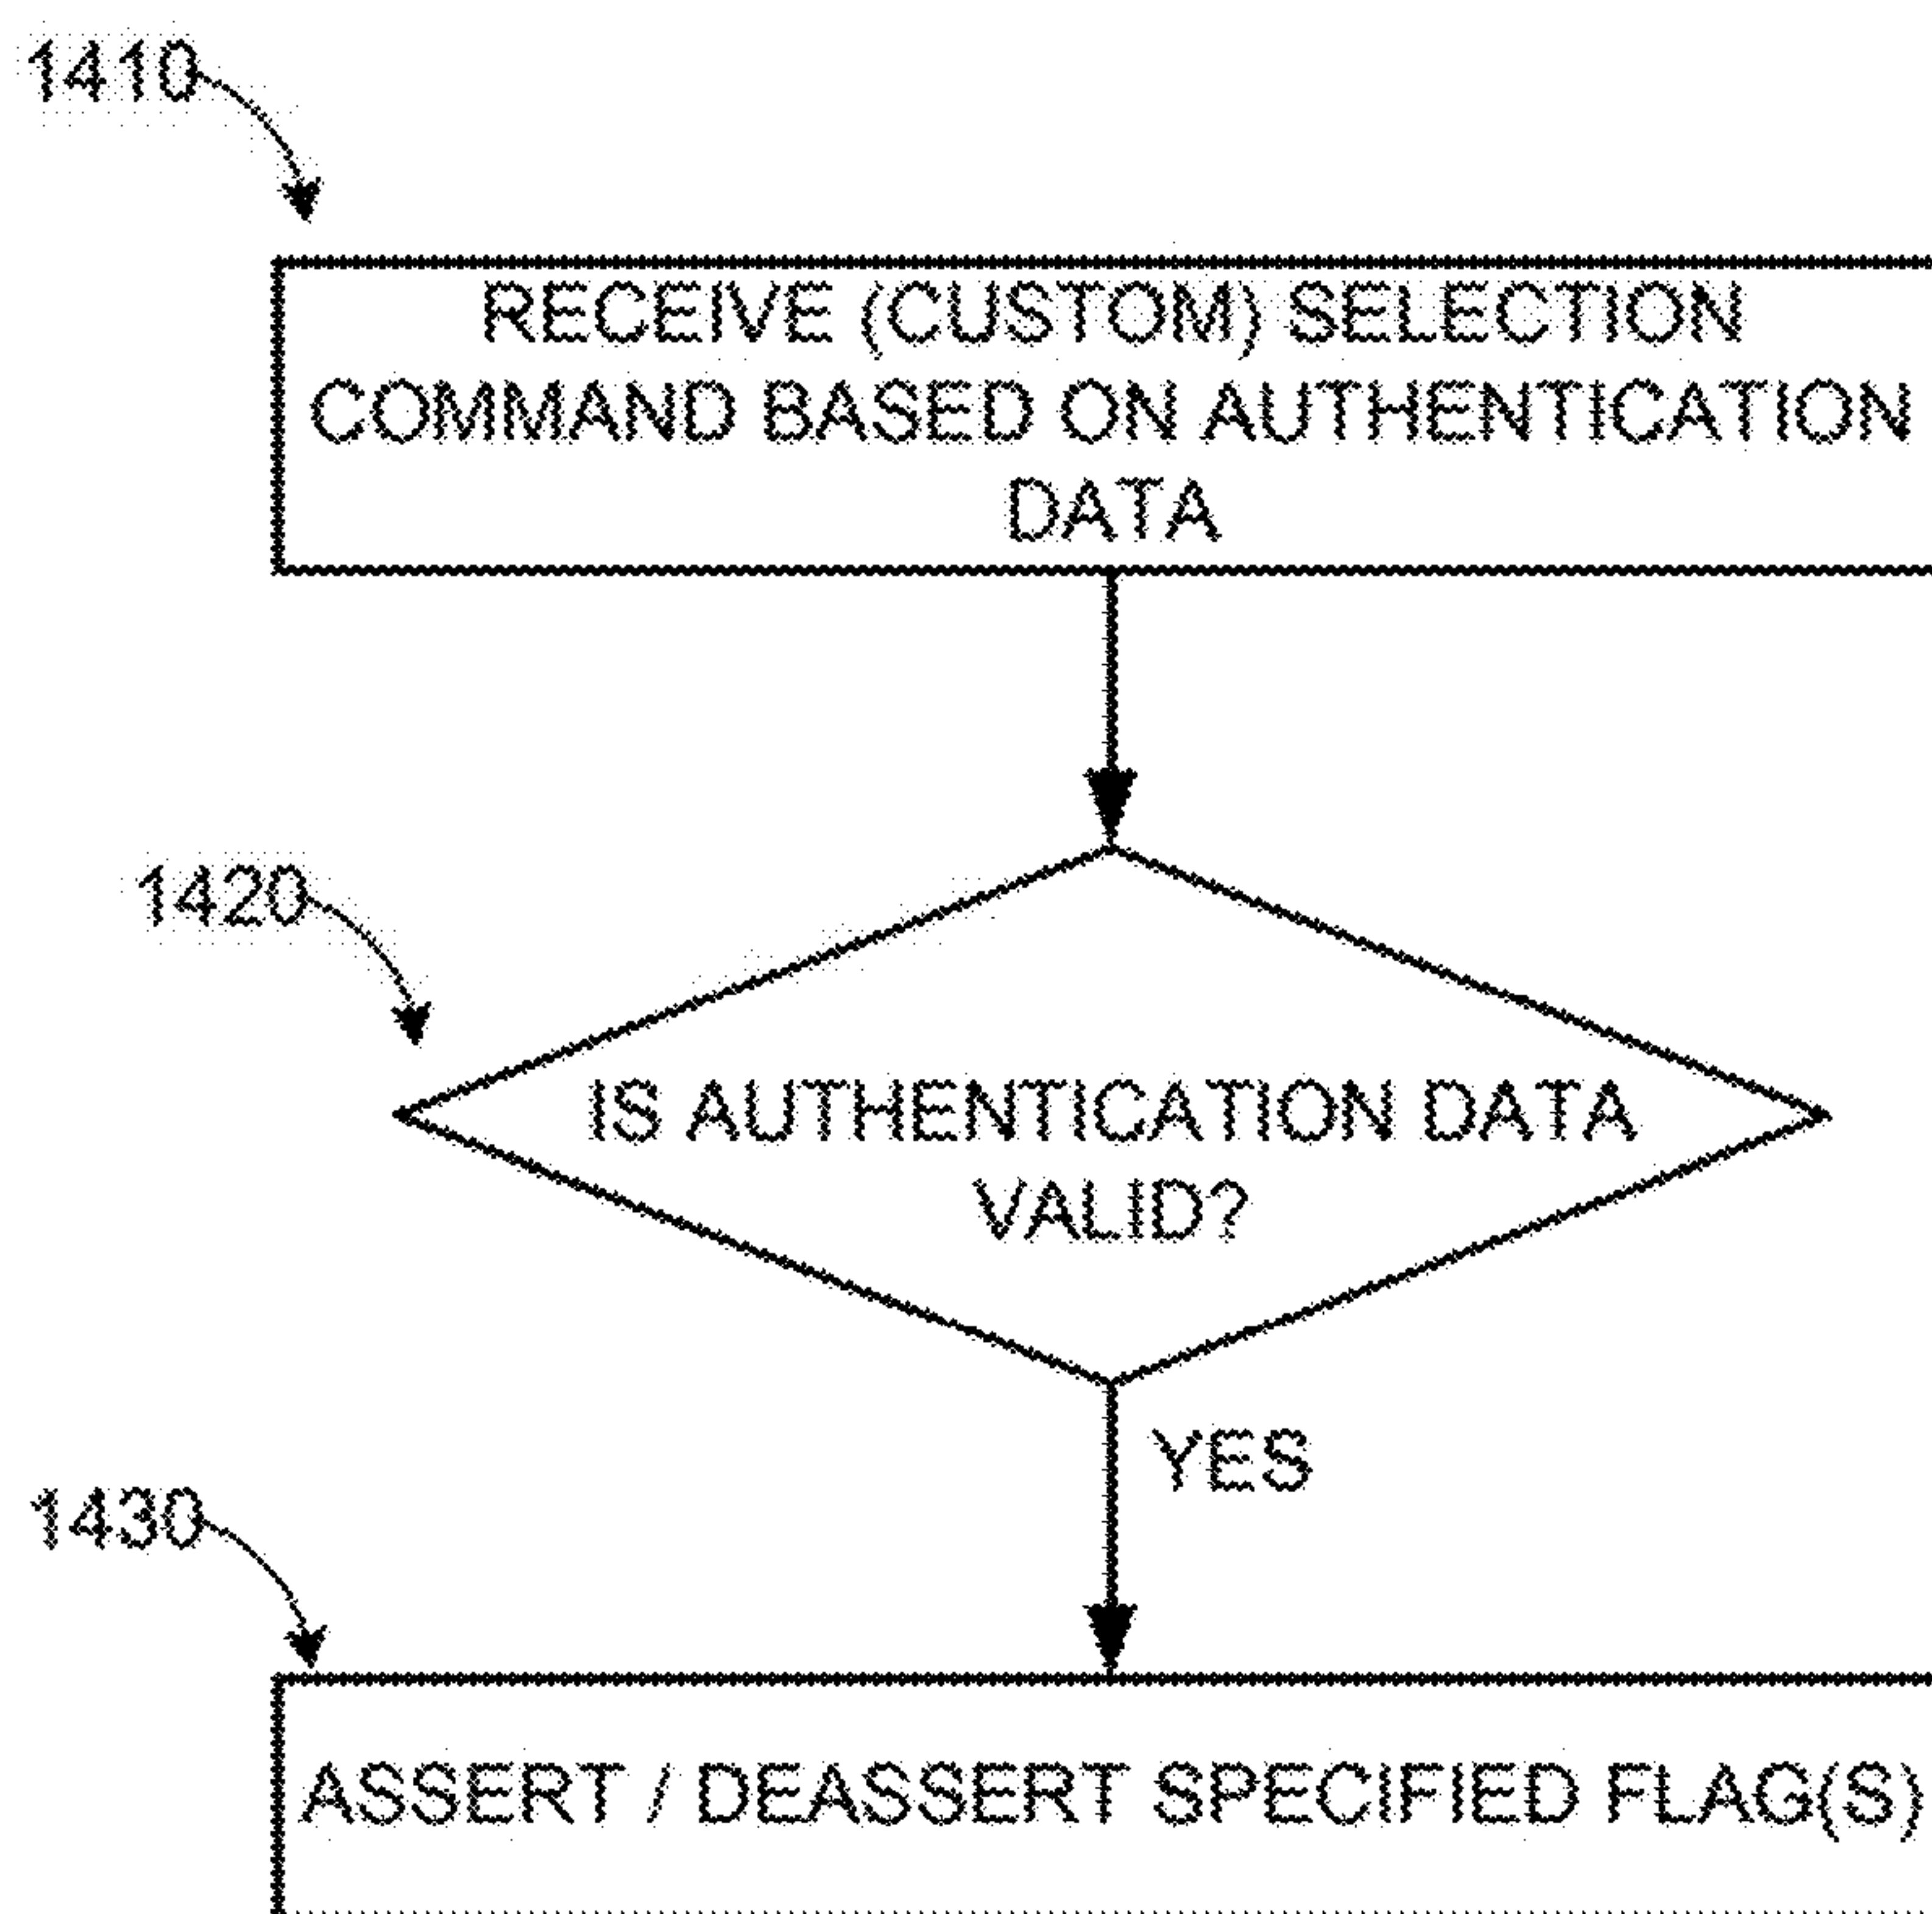 1410
RECEIVE (CUSTOM) SELECTION
COMMAND BASED ON AUTHENTICATION
DATA
1420
IS AUTHENTICATION DATA
VALID?
YES
1430
ASSERT / DEASSERT SPECIFIED FLAG(S)